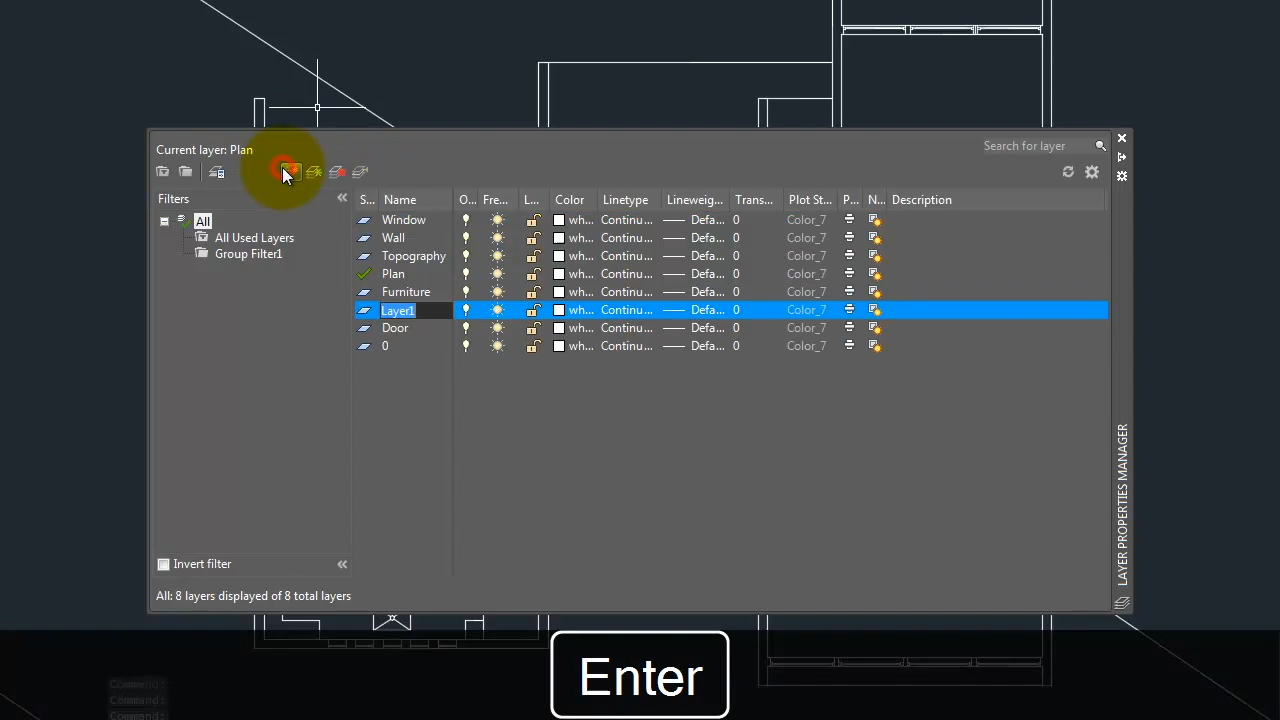 Current layer: Plan
Search for layer
Filters
S... Name O... Fre... L... Color Linetype Lineweig... Trans... Plot St... P... N... Description
All
All Used Layers
Group Filter1
Window wh... Continu... Defa... 0 Color_7
Wall wh... Continu... Defa... 0 Color_7
Topography wh... Continu... Defa... 0 Color_7
Plan wh... Continu... Defa... 0 Color_7
Furniture wh... Continu... Defa... 0 Color_7
Layer1 wh... Continu... Defa... 0 Color_7
Door wh... Continu... Defa... 0 Color_7
0 wh... Continu... Defa... 0 Color_7
Invert filter
All: 8 layers displayed of 8 total layers
LAYER PROPERTIES MANAGER
Enter
Command:
Command:
Command: